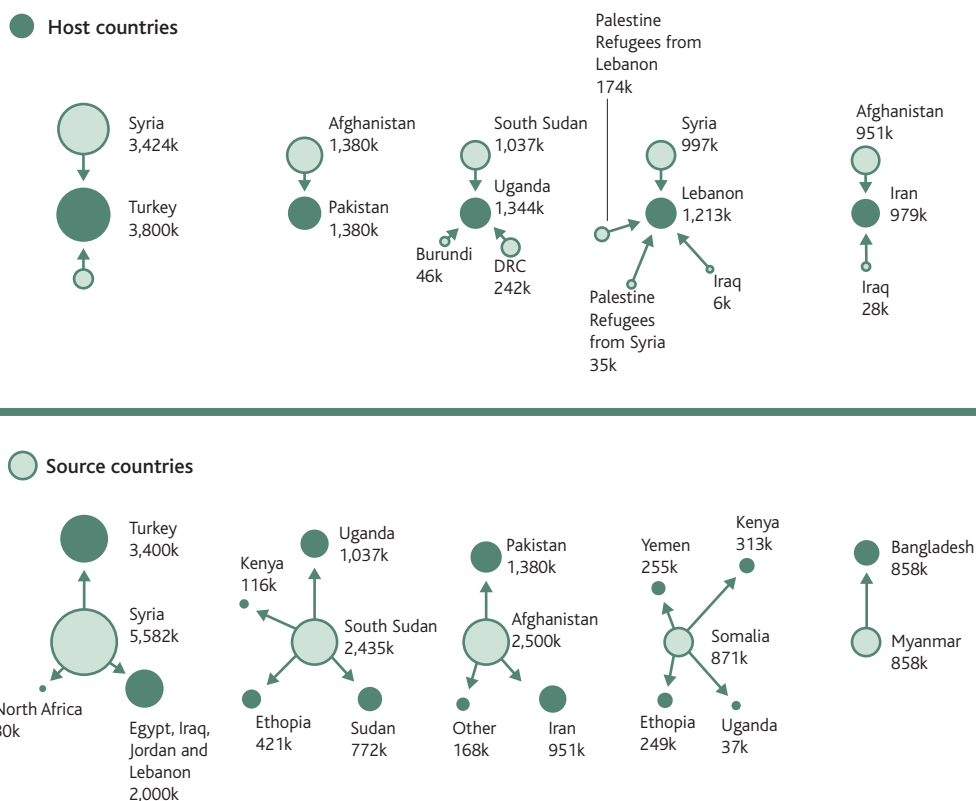 Host countries
Palestine
Refugees from
Lebanon
174k
Syria
3,424k
Turkey
3,800k
Afghanistan
1,380k
Pakistan
1,380k
South Sudan
1,037k
Uganda
1,344k
Burundi
46k
DRC
242k
Syria
997k
Lebanon
1,213k
Palestine
Refugees
from Syria
35k
Iraq
6k
Afghanistan
951k
Iran
979k
Iraq
28k
Source countries
Turkey
3,400k
Syria
5,582k
North Africa
Egypt, Iraq,
Jordan and
Lebanon
2,000k
Kenya
116k
Uganda
1,037k
South Sudan
2,435k
Ethopia
421k
Sudan
772k
Pakistan
1,380k
Afghanistan
2,500k
Other
168k
Iran
951k
Yemen
255k
Kenya
313k
Somalia
871k
Ethopia
249k
Uganda
37k
Bangladesh
858k
Myanmar
858k